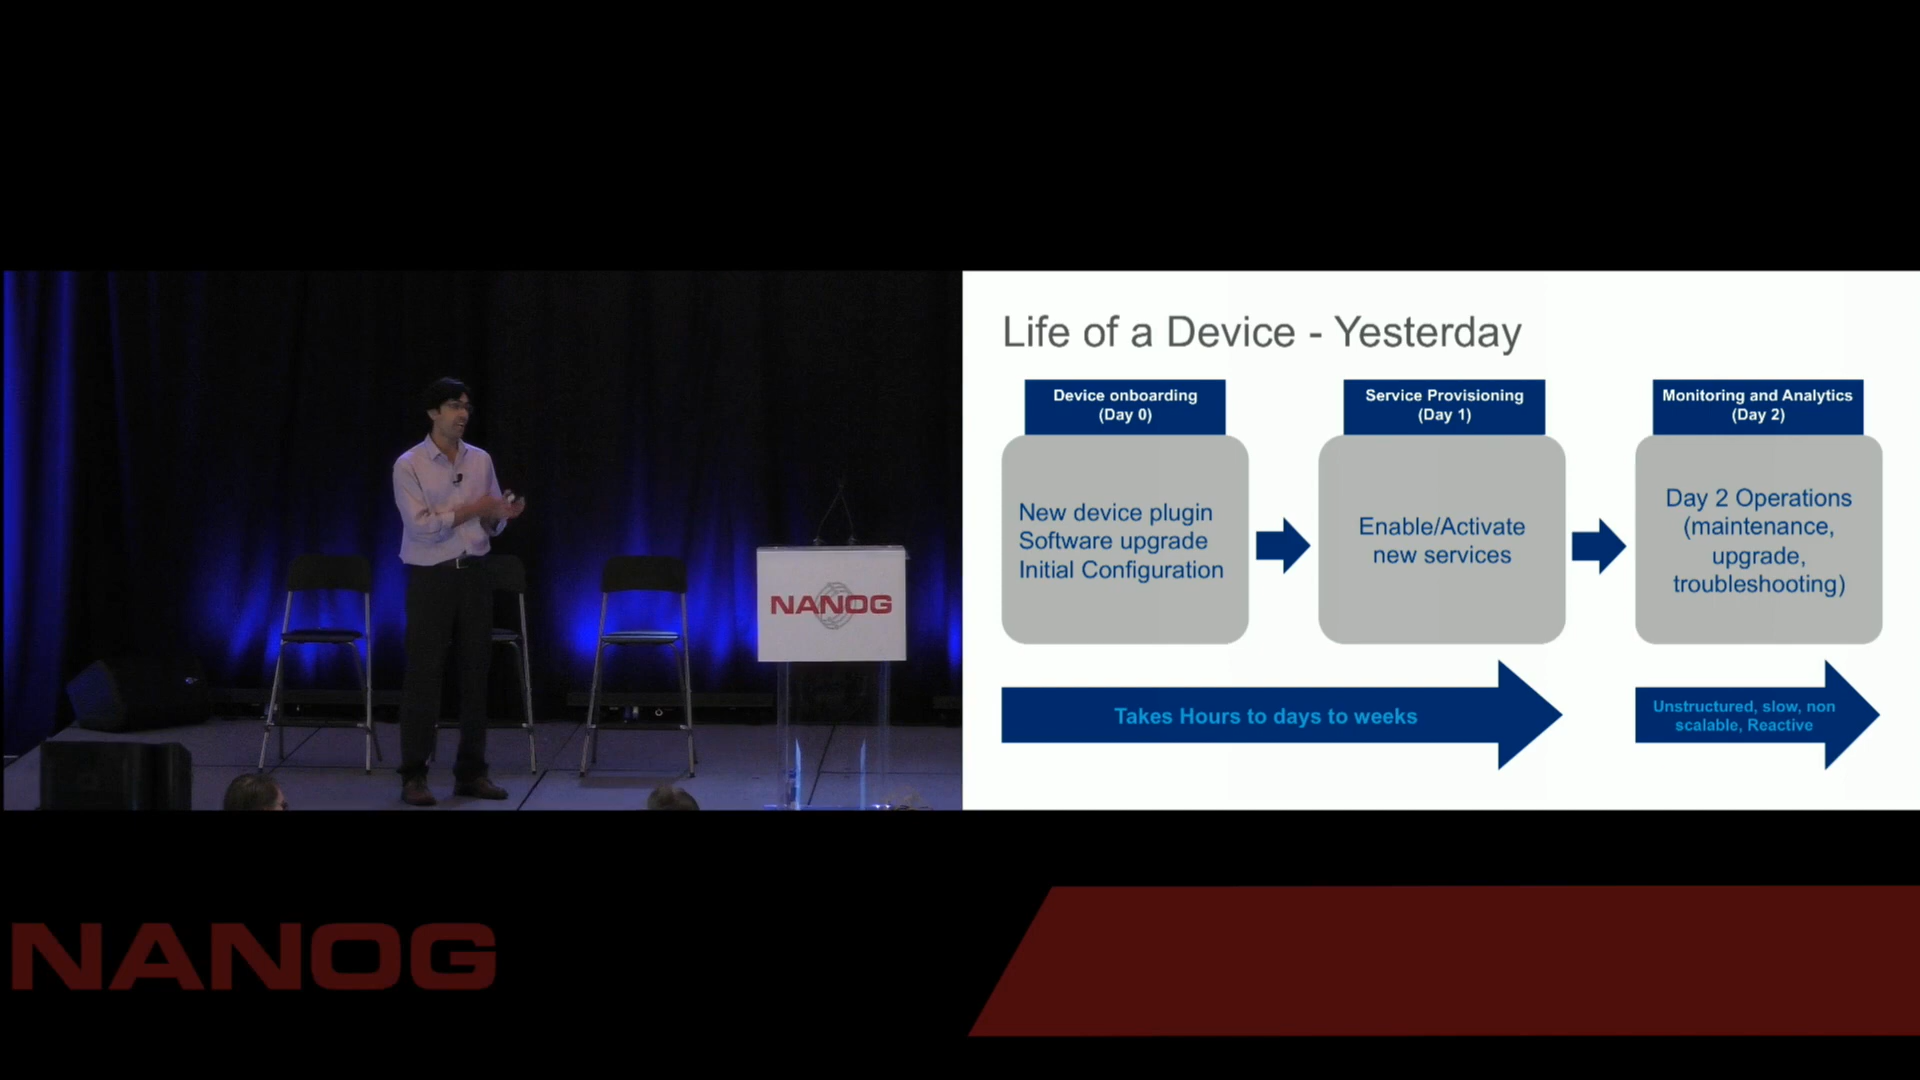 NANOG
Life of a Device - Yesterday
Device onboarding
(Day 0)
New device plugin
Software upgrade
Initial Configuration
Service Provisioning
(Day 1)
Enable/Activate
new services
Monitoring and Analytics
(Day 2)
Day 2 Operations
(maintenance,
upgrade,
troubleshooting)
Takes Hours to days to weeks
Unstructured, slow, non
scalable, Reactive
NANOG